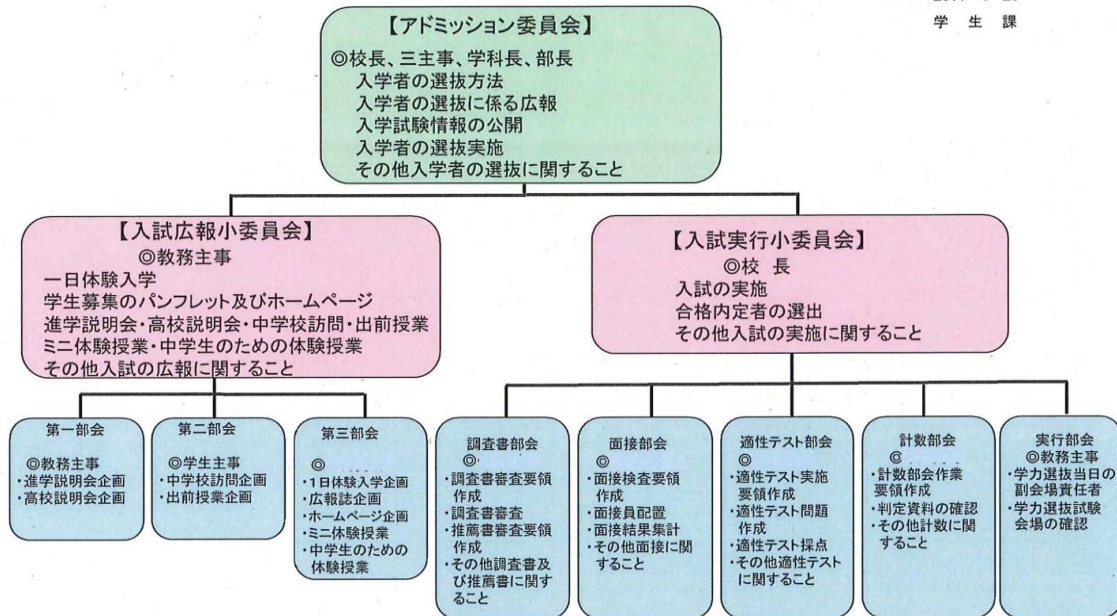 学 生 課
【アドミッション委員会】
◎校長、三主事、学科長、部長
入学者の選抜方法
入学者の選抜に係る広報
入学試験情報の公開
入学者の選抜実施
その他入学者の選抜に関すること
【入試広報小委員会】
◎教務主事
一日体験入学
学生募集のパンフレット及びホームページ
進学説明会・高校説明会・中学校訪問・出前授業
ミニ体験授業・中学生のための体験授業
その他入試の広報に関すること
【入試実行小委員会】
◎校 長
入試の実施
合格内定者の選出
その他入試の実施に関すること
第一部会
◎教務主事
・進学説明会企画
・高校説明会企画
第二部会
◎学生主事
・中学校訪問企画
・出前授業企画
第三部会
◎
・1日体験入学企画
・広報誌企画
・ホームページ企画
・ミニ体験授業
・中学生のための
体験授業
調査書部会
◎
・調査書審査要領
作成
・調査書審査
・推薦書審査要領
作成
・その他調査書及
び推薦書に関す
ること
面接部会
◎
・面接検査要領
作成
・面接員配置
・面接結果集計
・その他面接に関
すること
適性テスト部会
◎
・適性テスト実施
要領作成
・適性テスト問題
作成
・適性テスト採点
・その他適性テスト
に関すること
計数部会
◎
・計数部会作業
要領作成
・判定資料の確認
・その他計数に関
すること
実行部会
◎教務主事
・学力選抜当日の
副会場責任者
・学力選抜試験
会場の確認